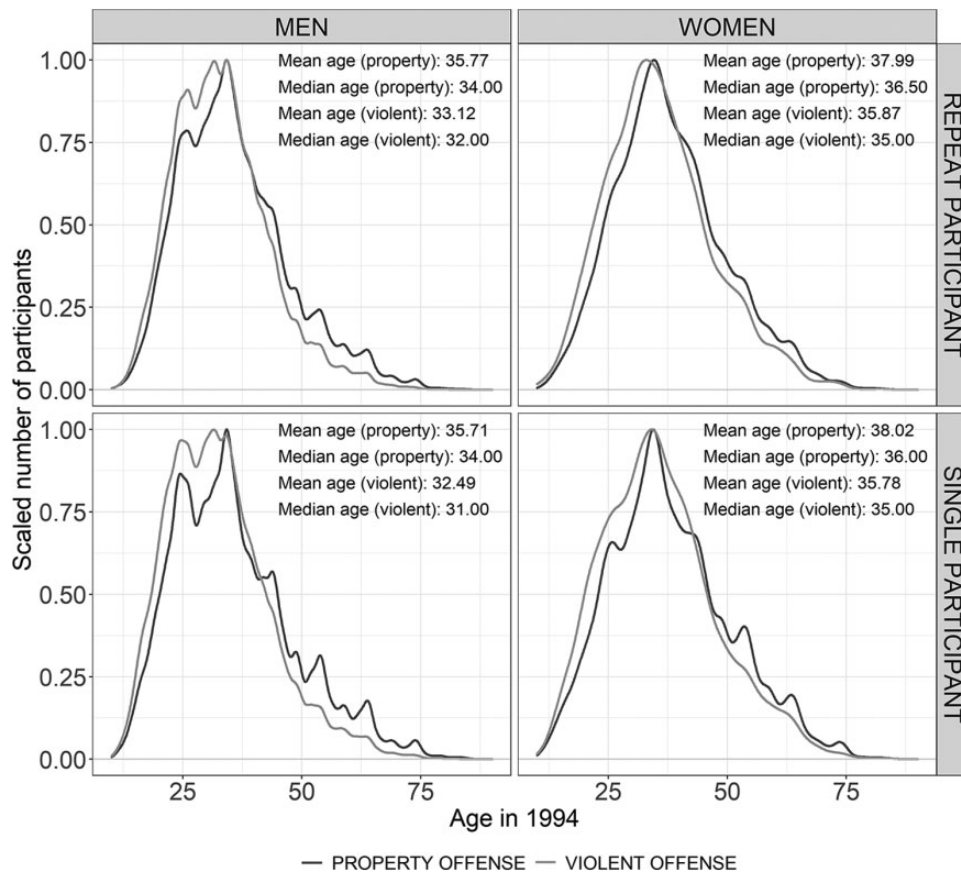 MEN
WOMEN
Scaled number of participants
1.00
0.75
0.50
0.25
0.00
Mean age (property): 35.77
Median age (property): 34.00
Mean age (violent): 33.12
Median age (violent): 32.00
Mean age (property): 37.99
Median age (property): 36.50
Mean age (violent): 35.87
Median age (violent): 35.00
REPEAT PARTICIPANT
1.00
0.75
0.50
0.25
0.00
Mean age (property): 35.71
Median age (property): 34.00
Mean age (violent): 32.49
Median age (violent): 31.00
Mean age (property): 38.02
Median age (property): 36.00
Mean age (violent): 35.78
Median age (violent): 35.00
SINGLE PARTICIPANT
25 50 75 25 50 75
Age in 1994
PROPERTY OFFENSE VIOLENT OFFENSE